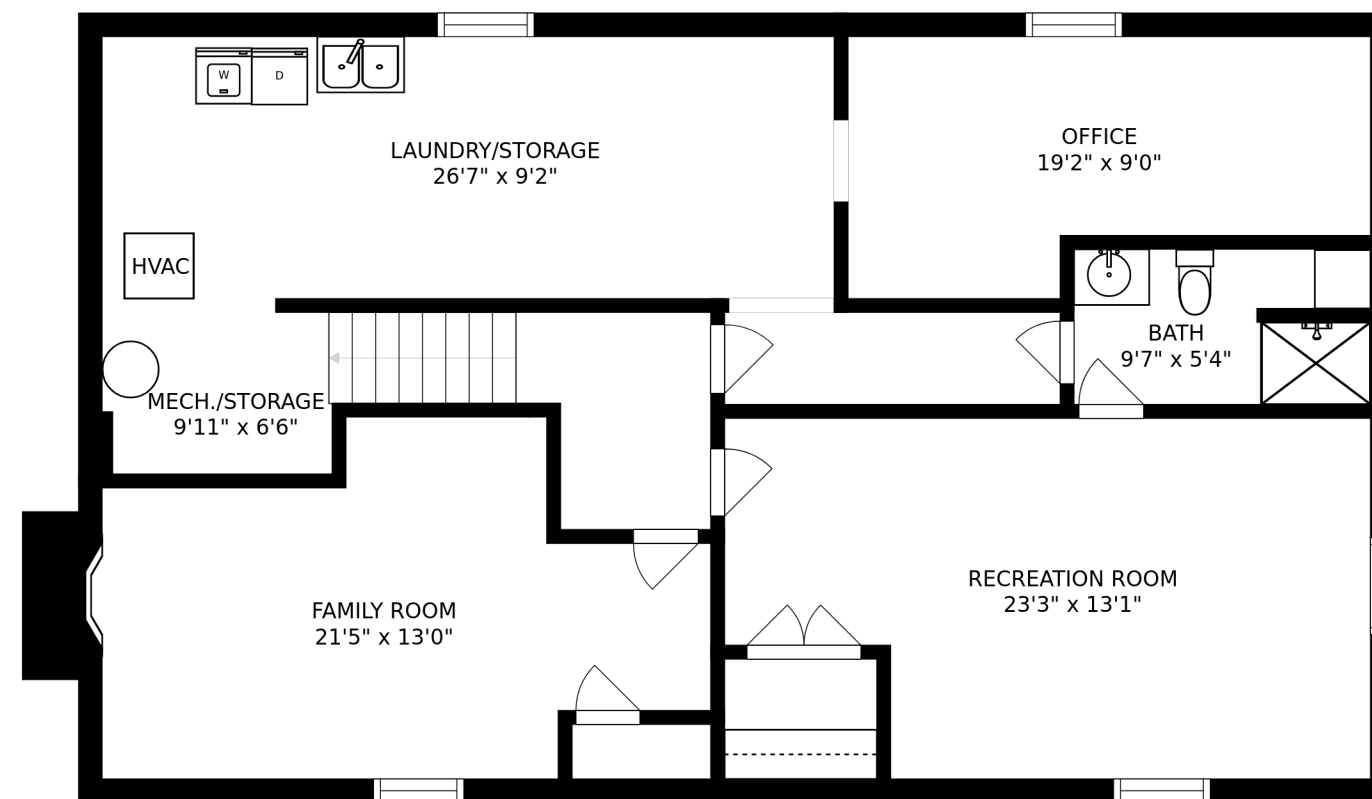 W
D
LAUNDRY/STORAGE
26'7" x 9'2"
OFFICE
19'2" x 9'0"
HVAC
BATH
9'7" x 5'4"
MECH./STORAGE
9'11" x 6'6"
RECREATION ROOM
23'3" x 13'1"
FAMILY ROOM
21'5" x 13'0"